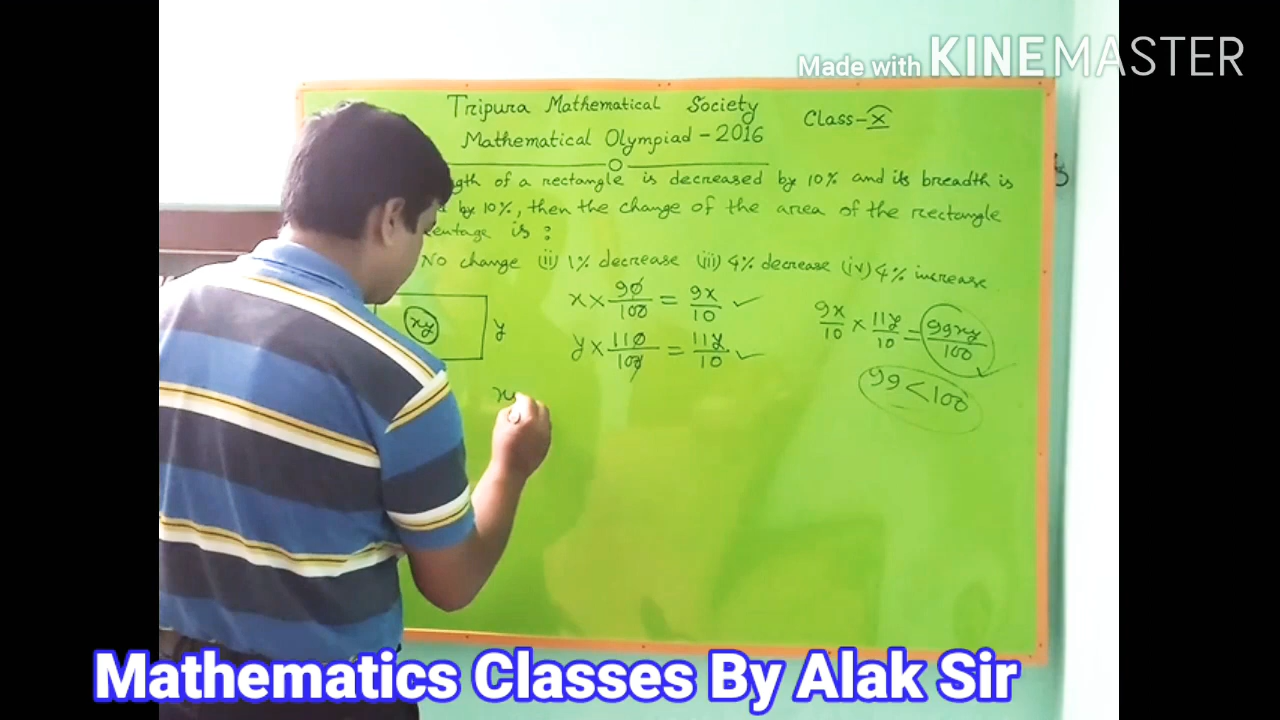 Made with KINEMASTER
Tripura Mathematical Society
Class-X
Mathematical Olympiad - 2016
of a rectangle is decreased by 10% and its breadth is
by 10%, then the change of the area of the rectangle
is :
No change (ii) 1% decrease (iii) 4% decrease (iv) 4% increase
x × 90/100 = 9x/10
9x/10 × 11y/10 = 99xy/100
xy
y
y × 110/100 = 11y/10
99 < 100
Mathematics Classes By Alak Sir